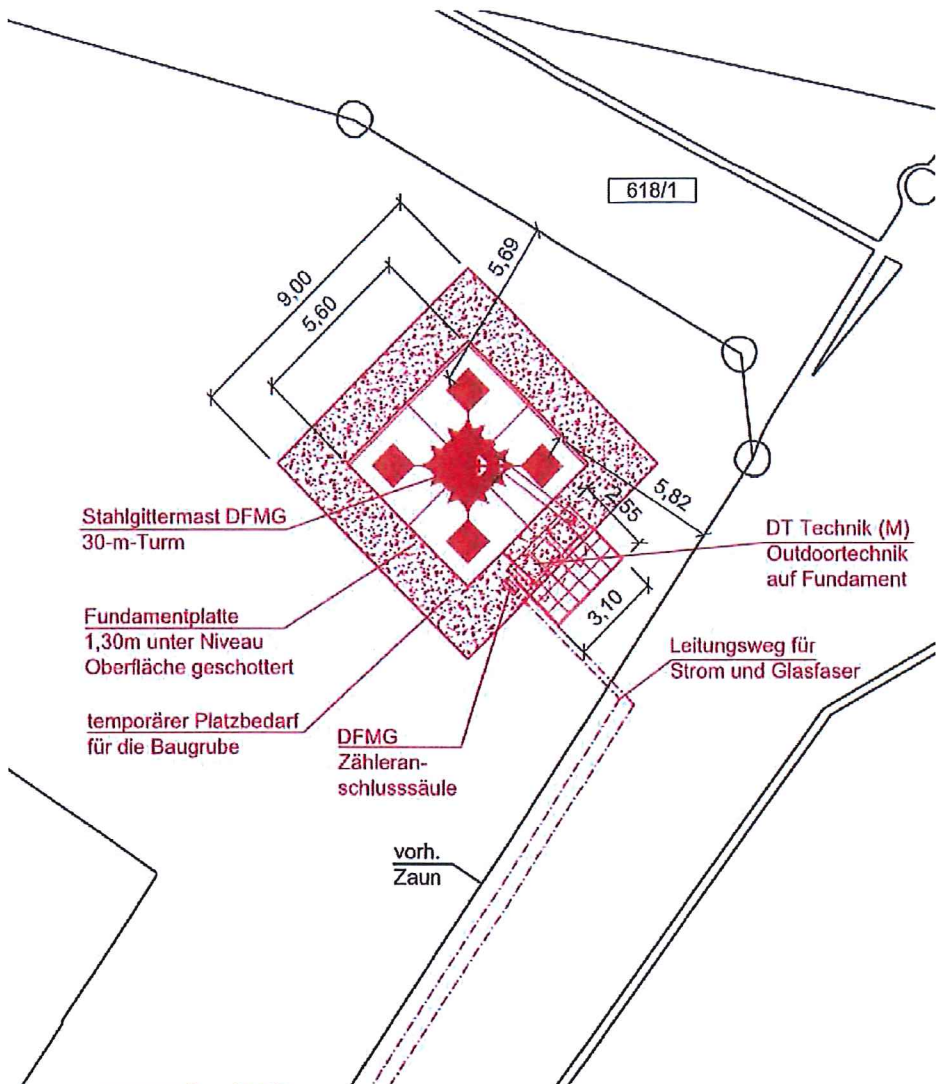 618/1
5,69
9,00
5,60
5,82
2,55
3,10
Stahlgittermast DFMG
30-m-Turm
DT Technik (M)
Outdoortechnik
auf Fundament
Fundamentplatte
1,30m unter Niveau
Oberfläche geschottert
Leitungsweg für
Strom und Glasfaser
temporärer Platzbedarf
für die Baugrube
DFMG
Zähleran-
schlusssäule
vorh.
Zaun